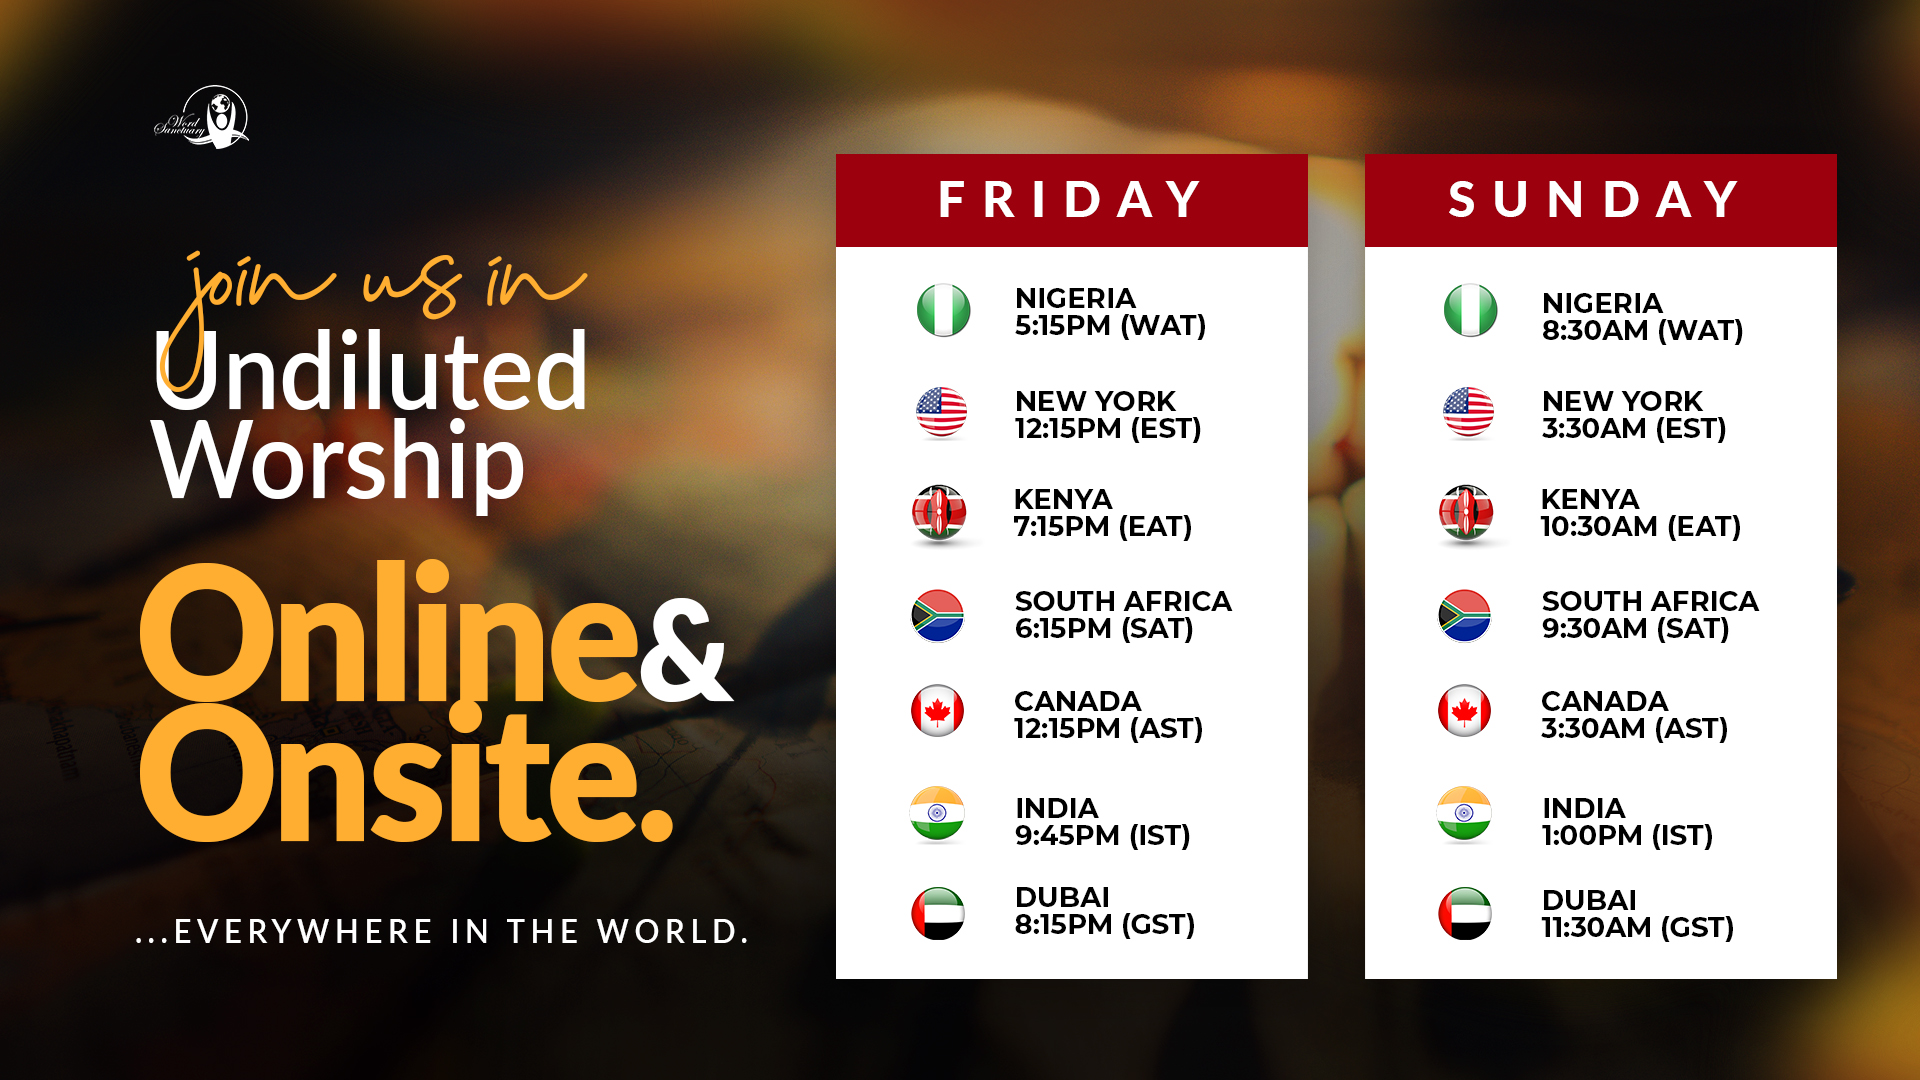 Word
Sanctuary
join us in
Undiluted
Worship
Online&
Onsite.
...EVERYWHERE IN THE WORLD.
FRIDAY
NIGERIA
5:15PM (WAT)
NEW YORK
12:15PM (EST)
KENYA
7:15PM (EAT)
SOUTH AFRICA
6:15PM (SAT)
CANADA
12:15PM (AST)
INDIA
9:45PM (IST)
DUBAI
8:15PM (GST)
SUNDAY
NIGERIA
8:30AM (WAT)
NEW YORK
3:30AM (EST)
KENYA
10:30AM (EAT)
SOUTH AFRICA
9:30AM (SAT)
CANADA
3:30AM (AST)
INDIA
1:00PM (IST)
DUBAI
11:30AM (GST)